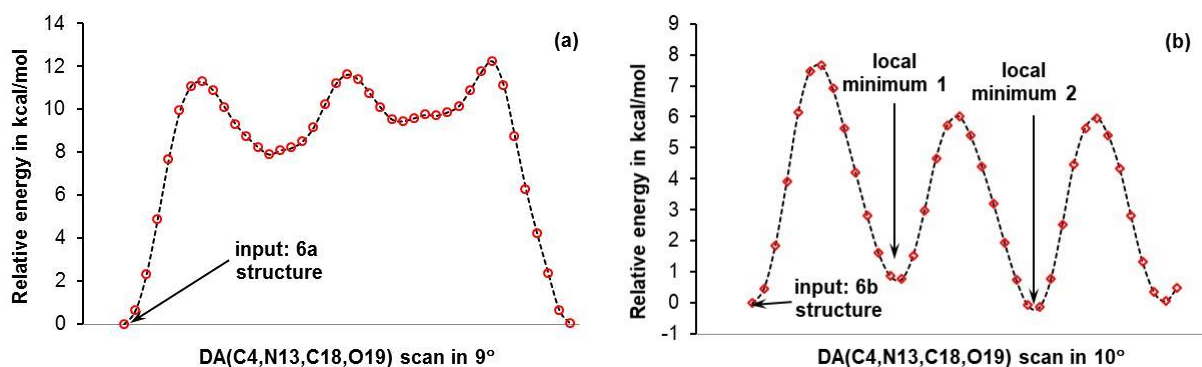 14
12
10
8
6
4
2
0
Relative energy in kcal/mol
(a)
input: 6a
structure
DA(C4,N13,C18,O19) scan in 9°
9
8
7
6
5
4
3
2
1
0
-1
Relative energy in kcal/mol
(b)
local
minimum 1
local
minimum 2
input: 6b
structure
DA(C4,N13,C18,O19) scan in 10°